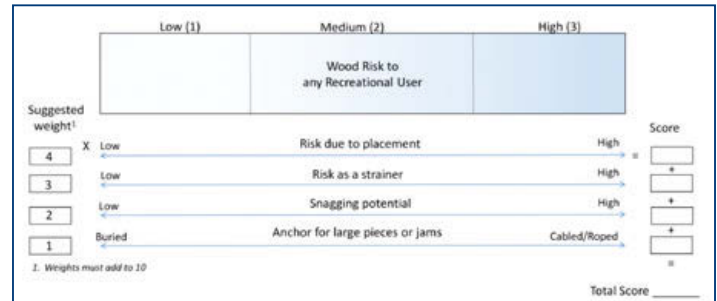 Low (1) Medium (2) High (3)
Wood Risk to
any Recreational User
Suggested
weight¹
Score
4 X Low Risk due to placement High =
+
3 Low Risk as a strainer High
+
2 Low Snagging potential High
+
1 Buried Anchor for large pieces or jams Cabled/Roped
=
1. Weights must add to 10
Total Score ______